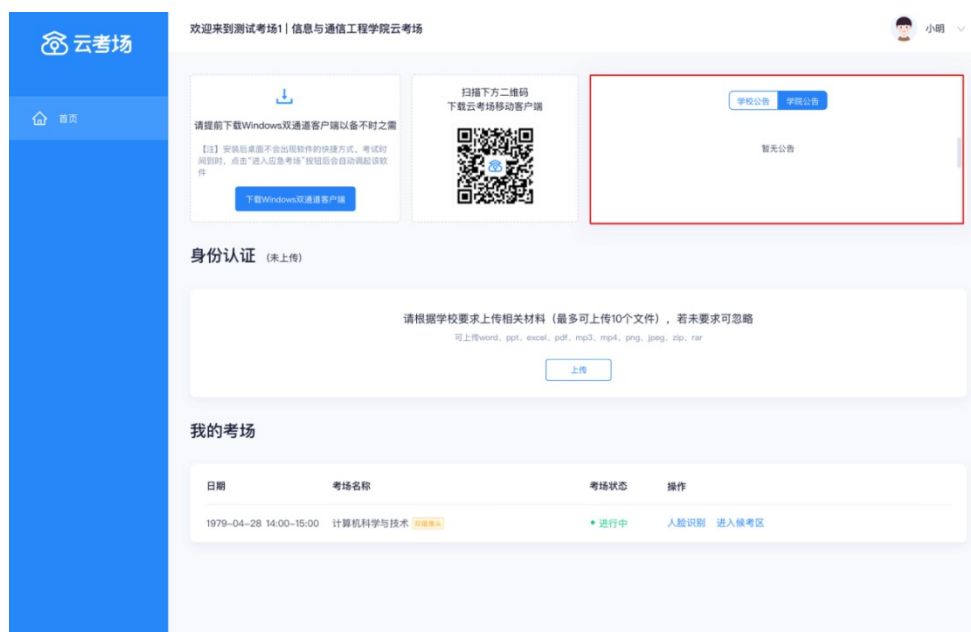 云考场
欢迎来到测试考场1 | 信息与通信工程学院云考场
小明
首页
请提前下载Windows双通道客户端以备不时之需
【注】安装后桌面不会出现软件的快捷方式，考试时
间到时，点击“进入应急考场”按钮后会自动调起该软
件
下载Windows双通道客户端
扫描下方二维码
下载云考场移动客户端
学校公告 学院公告
暂无公告
身份认证 (未上传)
请根据学校要求上传相关材料（最多可上传10个文件），若未要求可忽略
可上传word、ppt、excel、pdf、mp3、mp4、png、jpeg、zip、rar
上传
我的考场
日期 考场名称 考场状态 操作
1979-04-28 14:00-15:00 计算机科学与技术 双摄像头 进行中 人脸识别 进入候考区